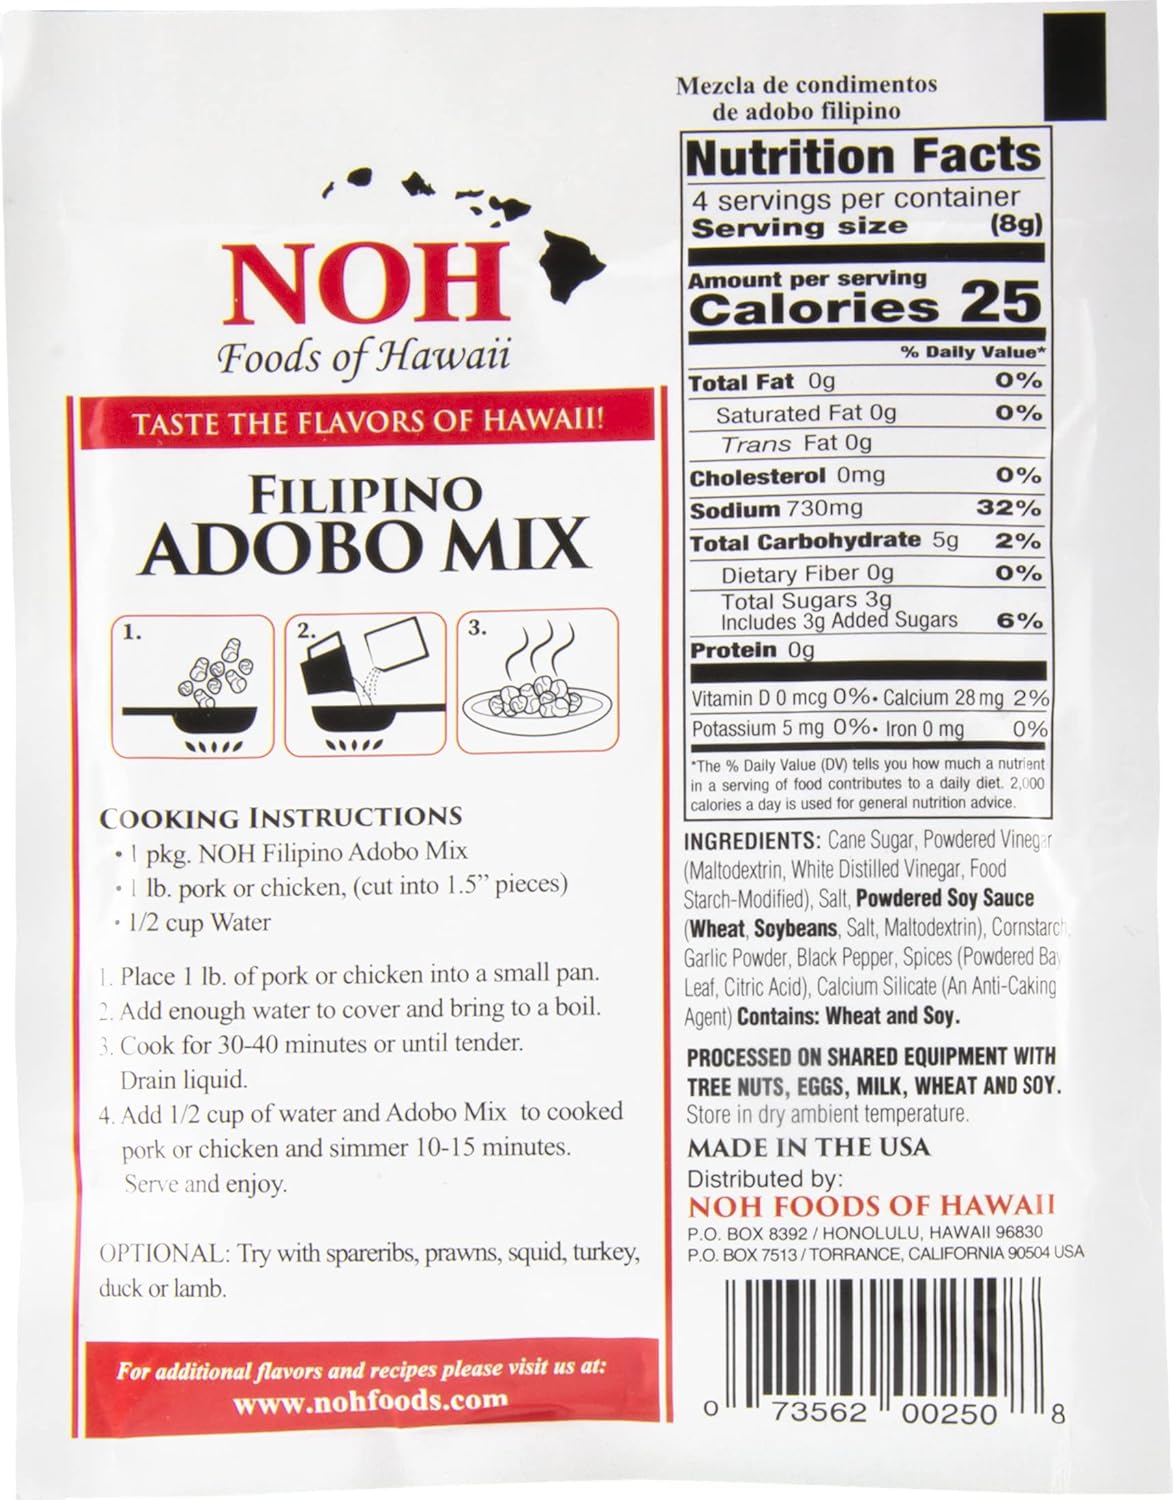 NOH
Foods of Hawaii
TASTE THE FLAVORS OF HAWAII!
FILIPINO
ADOBO MIX
1.
2.
3.
COOKING INSTRUCTIONS
• 1 pkg. NOH Filipino Adobo Mix
• 1 lb. pork or chicken, (cut into 1.5” pieces)
• 1/2 cup Water
1. Place 1 lb. of pork or chicken into a small pan.
2. Add enough water to cover and bring to a boil.
3. Cook for 30-40 minutes or until tender.
Drain liquid.
4. Add 1/2 cup of water and Adobo Mix to cooked
pork or chicken and simmer 10-15 minutes.
Serve and enjoy.
OPTIONAL: Try with spareribs, prawns, squid, turkey,
duck or lamb.
For additional flavors and recipes please visit us at:
www.nohfoods.com
Mezcla de condimentos
de adobo filipino
Nutrition Facts
4 servings per container
Serving size (8g)
Amount per serving
Calories 25
% Daily Value*
Total Fat 0g 0%
Saturated Fat 0g 0%
Trans Fat 0g
Cholesterol 0mg 0%
Sodium 730mg 32%
Total Carbohydrate 5g 2%
Dietary Fiber 0g 0%
Total Sugars 3g
Includes 3g Added Sugars 6%
Protein 0g
Vitamin D 0 mcg 0% • Calcium 28 mg 2%
Potassium 5 mg 0% • Iron 0 mg 0%
*The % Daily Value (DV) tells you how much a nutrient
in a serving of food contributes to a daily diet. 2,000
calories a day is used for general nutrition advice.
INGREDIENTS: Cane Sugar, Powdered Vinegar
(Maltodextrin, White Distilled Vinegar, Food
Starch-Modified), Salt, Powdered Soy Sauce
(Wheat, Soybeans, Salt, Maltodextrin), Cornstarch,
Garlic Powder, Black Pepper, Spices (Powdered Bay
Leaf, Citric Acid), Calcium Silicate (An Anti-Caking
Agent) Contains: Wheat and Soy.
PROCESSED ON SHARED EQUIPMENT WITH
TREE NUTS, EGGS, MILK, WHEAT AND SOY.
Store in dry ambient temperature.
MADE IN THE USA
Distributed by:
NOH FOODS OF HAWAII
P.O. BOX 8392 / HONOLULU, HAWAII 96830
P.O. BOX 7513 / TORRANCE, CALIFORNIA 90504 USA
0 73562 00250 8